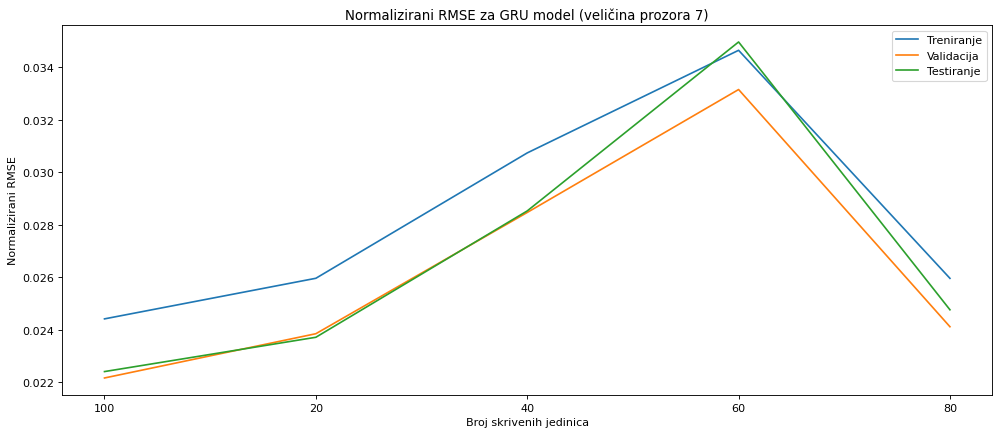 Normalizirani RMSE za GRU model (veličina prozora 7)
Treniranje
Validacija
Testiranje
Normalizirani RMSE
0.034
0.032
0.030
0.028
0.026
0.024
0.022
100 20 40 60 80
Broj skrivenih jedinica